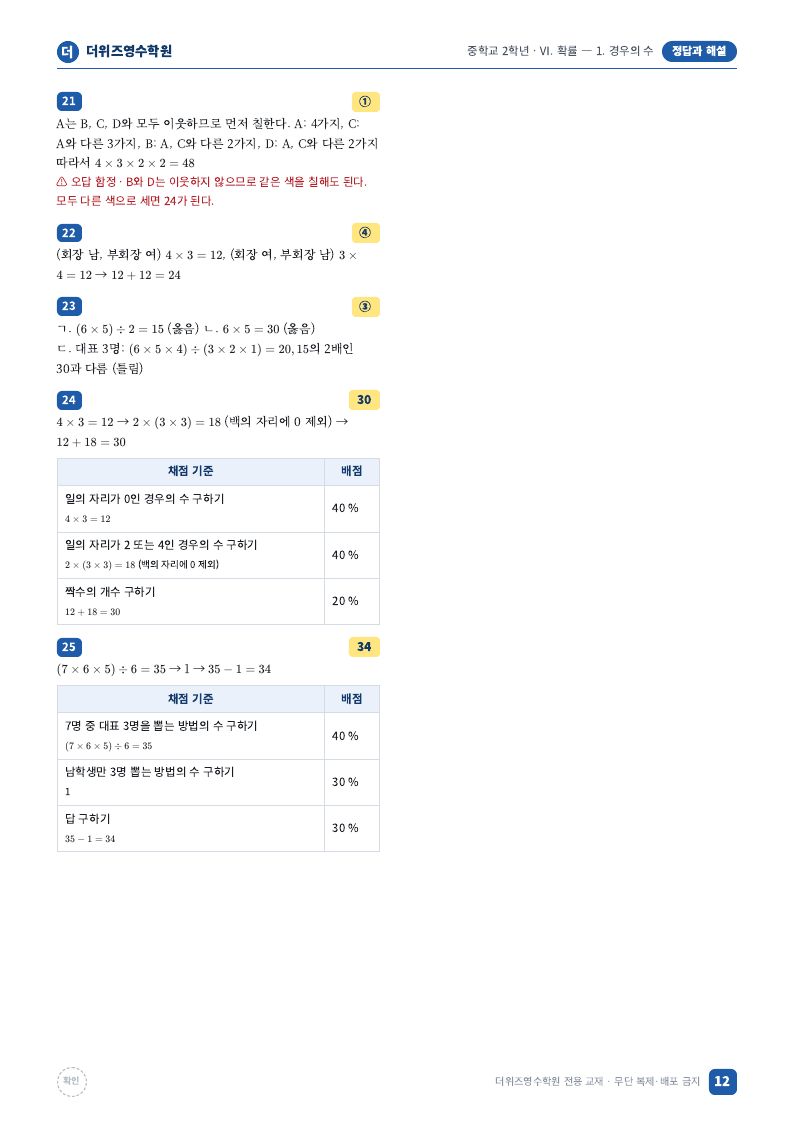 더 더위즈영수학원
중학교 2학년 · VI. 확률 — 1. 경우의 수 정답과 해설
21 ①
A는 B, C, D와 모두 이웃하므로 먼저 칠한다. A: 4가지, C:
A와 다른 3가지, B: A, C와 다른 2가지, D: A, C와 다른 2가지
따라서 4 × 3 × 2 × 2 = 48
⚠ 오답 함정 · B와 D는 이웃하지 않으므로 같은 색을 칠해도 된다.
모두 다른 색으로 세면 24가 된다.
22 ④
(회장 남, 부회장 여) 4 × 3 = 12, (회장 여, 부회장 남) 3 ×
4 = 12 → 12 + 12 = 24
23 ③
ㄱ. (6 × 5) ÷ 2 = 15 (옳음) ㄴ. 6 × 5 = 30 (옳음)
ㄷ. 대표 3명: (6 × 5 × 4) ÷ (3 × 2 × 1) = 20, 15의 2배인
30과 다름 (틀림)
24 30
4 × 3 = 12 → 2 × (3 × 3) = 18 (백의 자리에 0 제외) →
12 + 18 = 30
채점 기준 배점
일의 자리가 0인 경우의 수 구하기
4 × 3 = 12
40 %
일의 자리가 2 또는 4인 경우의 수 구하기
2 × (3 × 3) = 18 (백의 자리에 0 제외)
40 %
짝수의 개수 구하기
12 + 18 = 30
20 %
25 34
(7 × 6 × 5) ÷ 6 = 35 → 1 → 35 − 1 = 34
채점 기준 배점
7명 중 대표 3명을 뽑는 방법의 수 구하기
(7 × 6 × 5) ÷ 6 = 35
40 %
남학생만 3명 뽑는 방법의 수 구하기
1
30 %
답 구하기
35 − 1 = 34
30 %
확인
더위즈영수학원 전용 교재 · 무단 복제·배포 금지 12